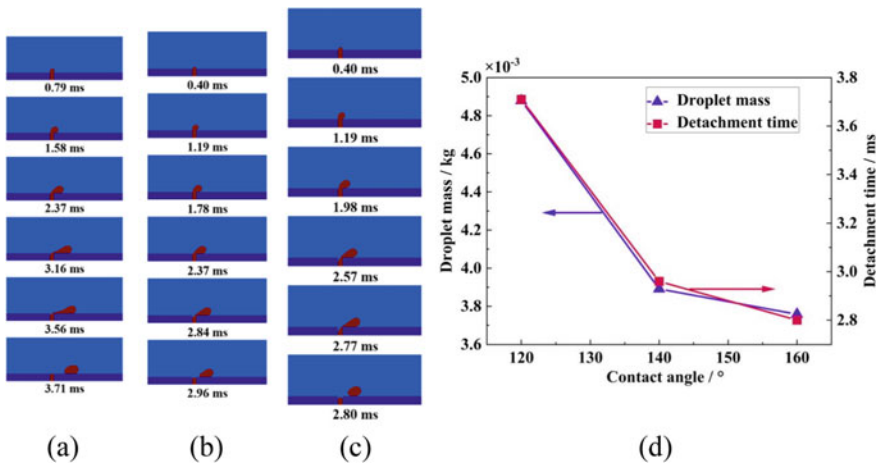 0.79 ms
1.58 ms
2.37 ms
3.16 ms
3.56 ms
3.71 ms
(a)
0.40 ms
1.19 ms
1.78 ms
2.37 ms
2.84 ms
2.96 ms
(b)
0.40 ms
1.19 ms
1.98 ms
2.57 ms
2.77 ms
2.80 ms
(c)
×10⁻³
5.0
4.8
4.6
4.4
4.2
4.0
3.8
3.6
Droplet mass / kg
Droplet mass
Detachment time
3.8
3.6
3.4
3.2
3.0
2.8
Detachment time / ms
120 130 140 150 160
Contact angle / °
(d)